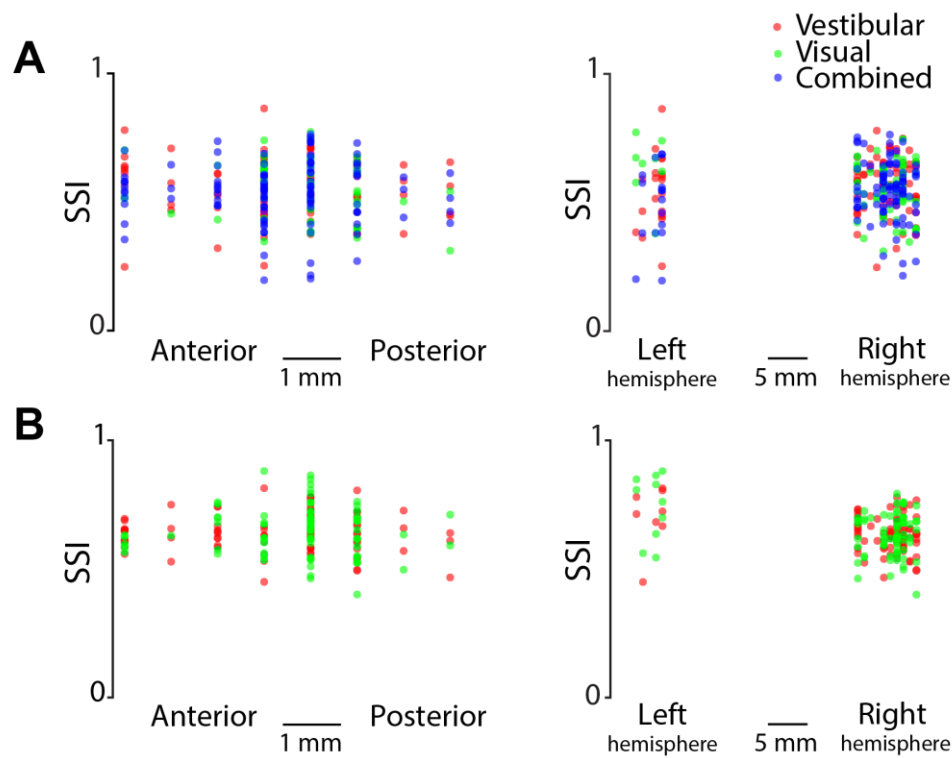 A
Vestibular
Visual
Combined
1
SSI
0
Anterior
1 mm
Posterior
1
SSI
0
Left
hemisphere
5 mm
Right
hemisphere
B
1
SSI
0
Anterior
1 mm
Posterior
1
SSI
0
Left
hemisphere
5 mm
Right
hemisphere